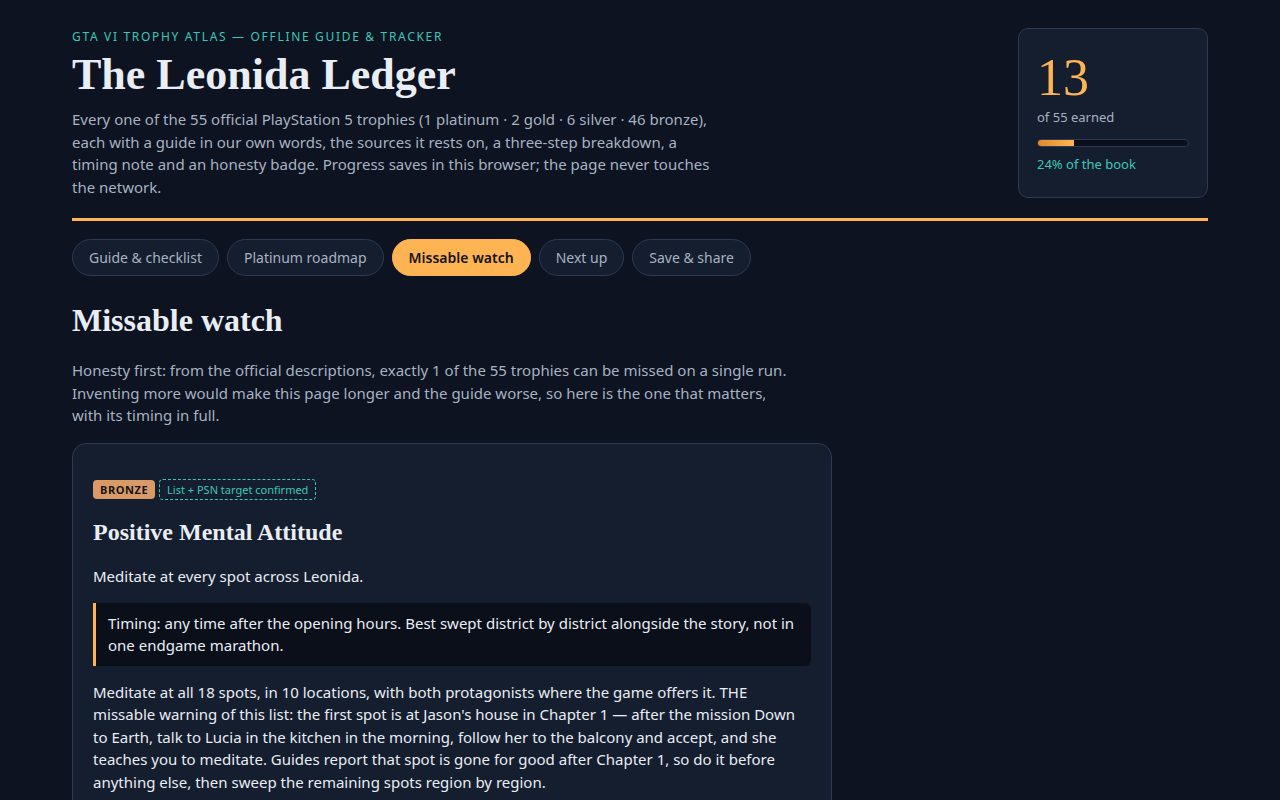 GTA VI TROPHY ATLAS — OFFLINE GUIDE & TRACKER
The Leonida Ledger
Every one of the 55 official PlayStation 5 trophies (1 platinum · 2 gold · 6 silver · 46 bronze),
each with a guide in our own words, the sources it rests on, a three-step breakdown, a
timing note and an honesty badge. Progress saves in this browser; the page never touches
the network.
13
of 55 earned
24% of the book
Guide & checklist
Platinum roadmap
Missable watch
Next up
Save & share
Missable watch
Honesty first: from the official descriptions, exactly 1 of the 55 trophies can be missed on a single run.
Inventing more would make this page longer and the guide worse, so here is the one that matters,
with its timing in full.
BRONZE
List + PSN target confirmed
Positive Mental Attitude
Meditate at every spot across Leonida.
Timing: any time after the opening hours. Best swept district by district alongside the story, not in
one endgame marathon.
Meditate at all 18 spots, in 10 locations, with both protagonists where the game offers it. THE
missable warning of this list: the first spot is at Jason's house in Chapter 1 — after the mission Down
to Earth, talk to Lucia in the kitchen in the morning, follow her to the balcony and accept, and she
teaches you to meditate. Guides report that spot is gone for good after Chapter 1, so do it before
anything else, then sweep the remaining spots region by region.